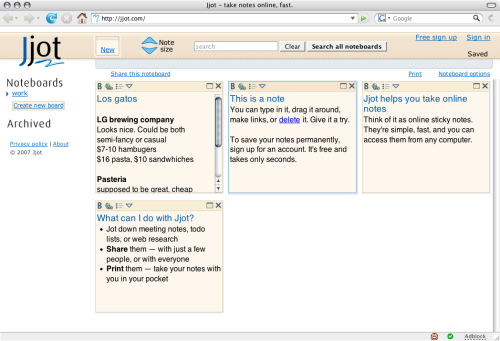 Jjot - take notes online, fast.
http://jjot.com/
Google
Jjot
New
Note size
search
Clear
Search all noteboards
Free sign up
Sign in
Saved
Noteboards
work
Create new board
Archived
Privacy policy | About
© 2007 Jjot
Share this noteboard
Print
Noteboard options
Los gatos
LG brewing company
Looks nice. Could be both
semi-fancy or casual
$7-10 hamburgers
$16 pasta, $10 sandwhiches
Pasteria
supposed to be great, cheap
This is a note
You can type in it, drag it around,
make links, or delete it. Give it a try.
To save your notes permanently,
sign up for an account. It's free and
takes only seconds.
Jjot helps you take online
notes
Think of it as online sticky notes.
They're simple, fast, and you can
access them from any computer.
What can I do with Jjot?
• Jot down meeting notes, todo
lists, or web research
• Share them — with just a few
people, or with everyone
• Print them — take your notes with
you in your pocket
Adblock